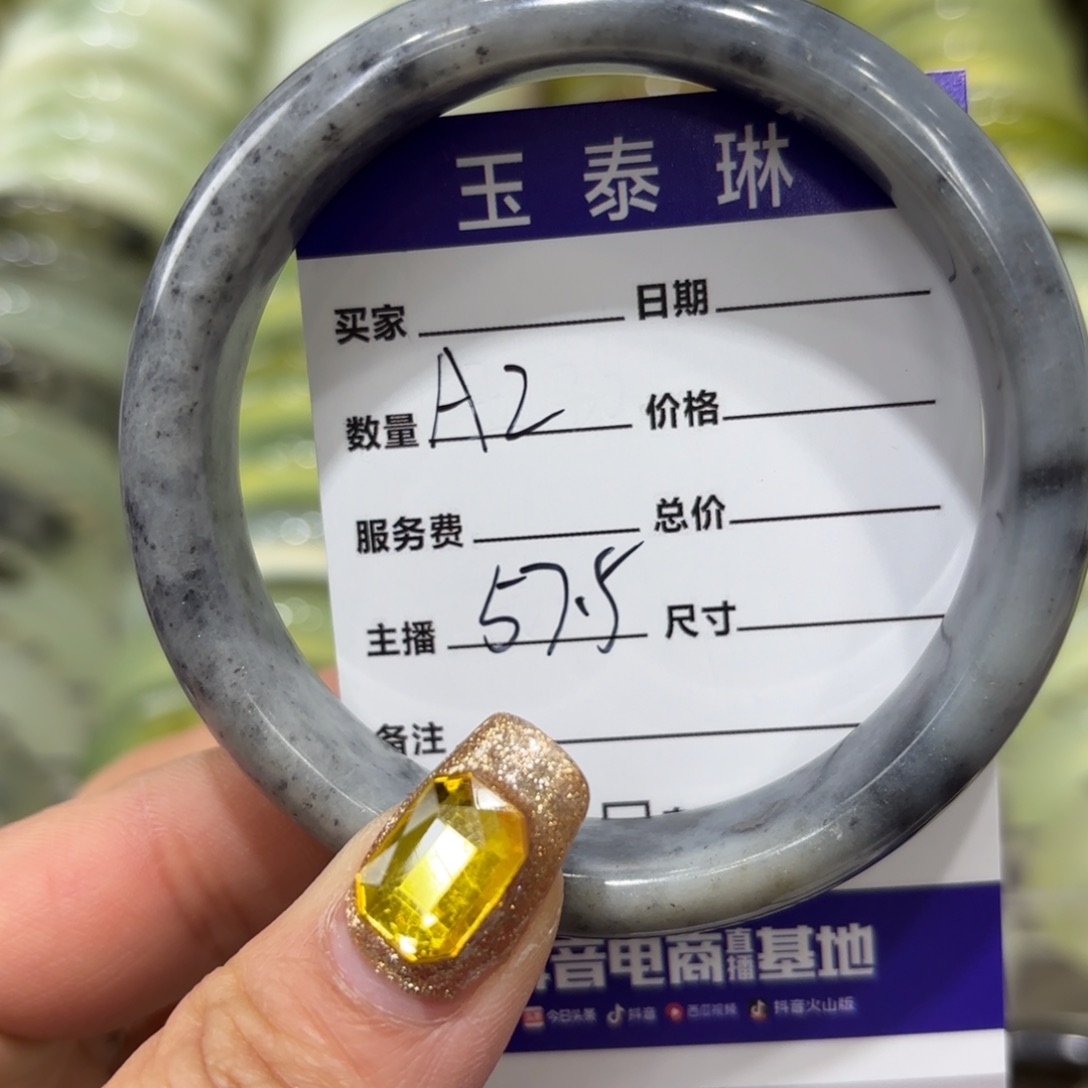 玉泰琳
买家 日期
数量 A2 价格
服务费 总价
主播 57.5 尺寸
备注
音电商直播基地
今日头条 抖音 西瓜视频 抖音火山版